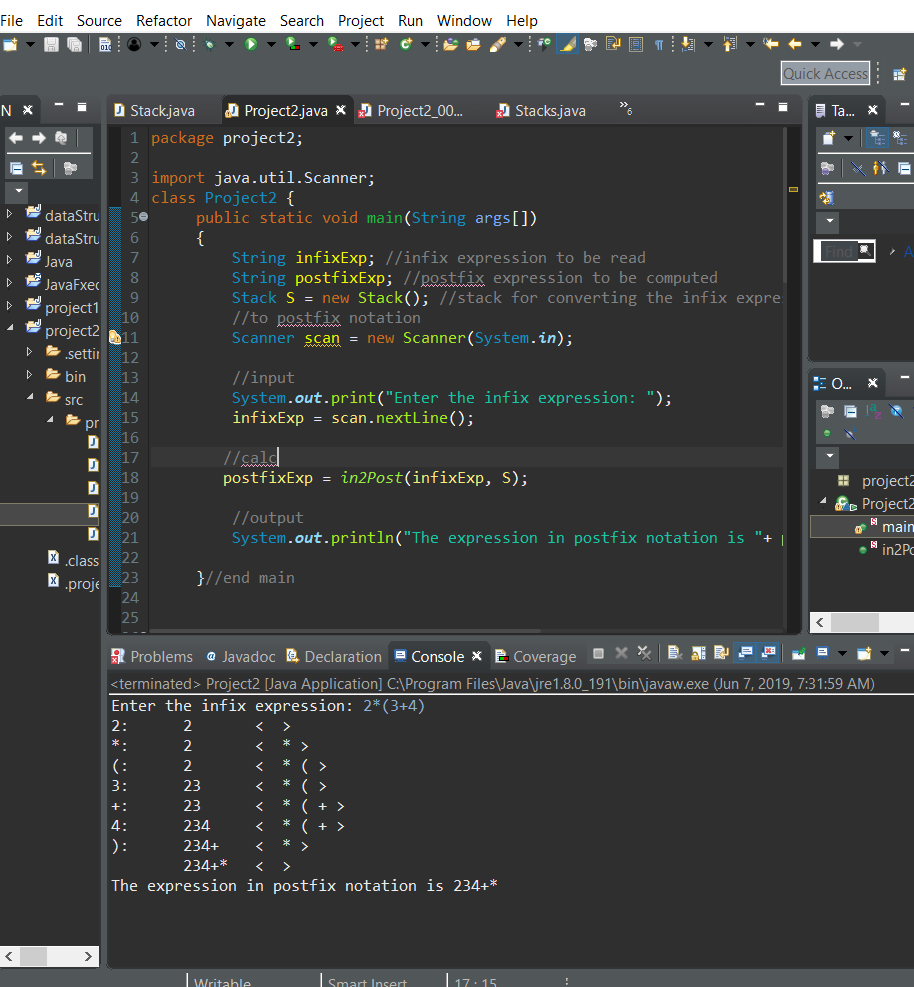 File Edit Source Refactor Navigate Search Project Run Window Help
Quick Access
N
Stack.java Project2.java Project2_00... Stacks.java »6
Ta...
1 package project2;
2
3 import java.util.Scanner;
4 class Project2 {
5 public static void main(String args[])
6 {
7 String infixExp; //infix expression to be read
8 String postfixExp; //postfix expression to be computed
9 Stack S = new Stack(); //stack for converting the infix expre
10 //to postfix notation
11 Scanner scan = new Scanner(System.in);
12
13 //input
14 System.out.print("Enter the infix expression: ");
15 infixExp = scan.nextLine();
16
17 //calc
18 postfixExp = in2Post(infixExp, S);
19
20 //output
21 System.out.println("The expression in postfix notation is "+ p
22
23 }//end main
24
25
dataStru
dataStru
Java
JavaFxed
project1
project2
.settin
bin
src
pr
.class
.proje
Find
A
O...
project2
Project2
main
in2Po
Problems Javadoc Declaration Console Coverage
<terminated> Project2 [Java Application] C:\Program Files\Java\jre1.8.0_191\bin\javaw.exe (Jun 7, 2019, 7:31:59 AM)
Enter the infix expression: 2*(3+4)
2: 2 < >
*: 2 < * >
(: 2 < * ( >
3: 23 < * ( >
+: 23 < * ( + >
4: 234 < * ( + >
): 234+ < * >
234+* < >
The expression in postfix notation is 234+*
Writable Smart Insert 17 : 15